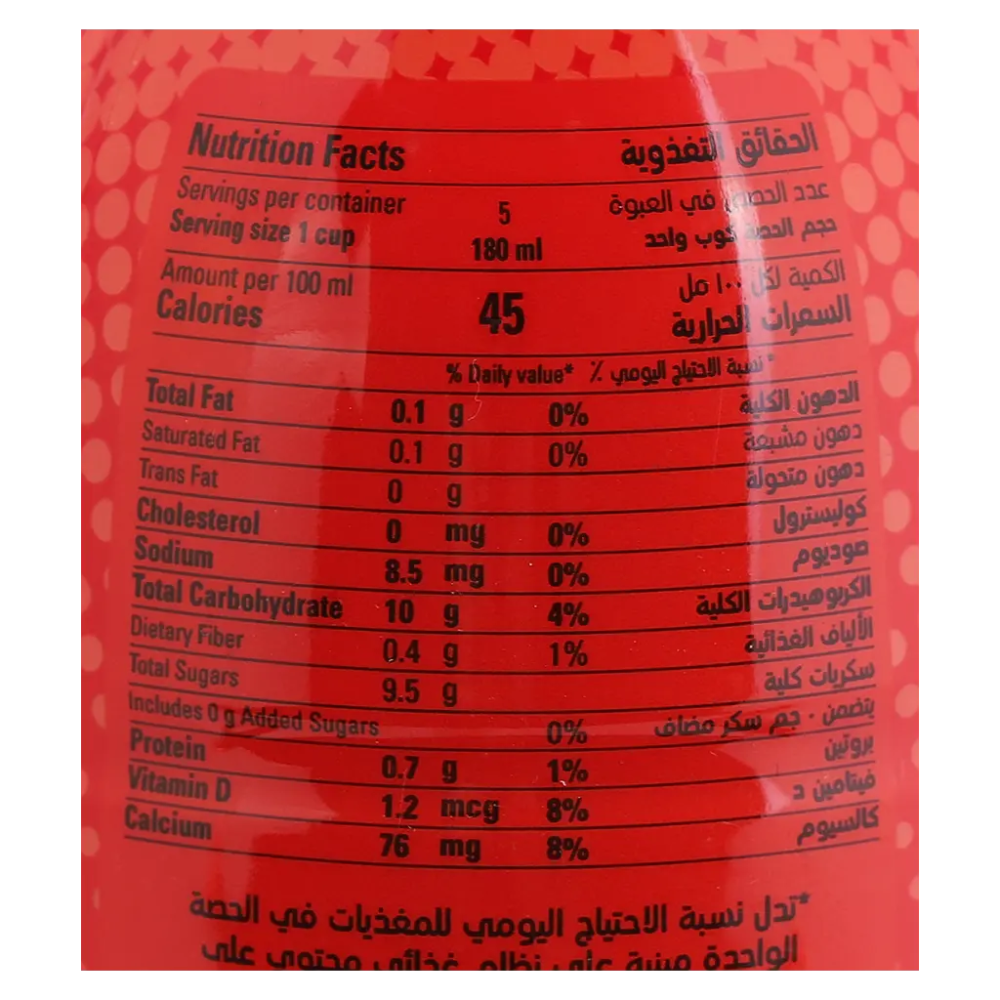 Nutrition Facts الحقائق التغذوية
Servings per container 5 عدد الحصص في العبوة
Serving size 1 cup 180 ml حجم الحصة كوب واحد
Amount per 100 ml الكمية لكل ١٠٠ مل
Calories 45 السعرات الحرارية
% Daily value* ٪ نسبة الاحتياج اليومي *
Total Fat 0.1 g 0% الدهون الكلية
Saturated Fat 0.1 g 0% دهون مشبعة
Trans Fat 0 g دهون متحولة
Cholesterol 0 mg 0% كوليسترول
Sodium 8.5 mg 0% صوديوم
Total Carbohydrate 10 g 4% الكربوهيدرات الكلية
Dietary Fiber 0.4 g 1% الألياف الغذائية
Total Sugars 9.5 g سكريات كلية
Includes 0 g Added Sugars 0% يتضمن ٠ جم سكر مضاف
Protein 0.7 g 1% بروتين
Vitamin D 1.2 mcg 8% فيتامين د
Calcium 76 mg 8% كالسيوم
*تدل نسبة الاحتياج اليومي للمغذيات في الحصة
الواحدة مبنية على نظام غذائي محتوي على